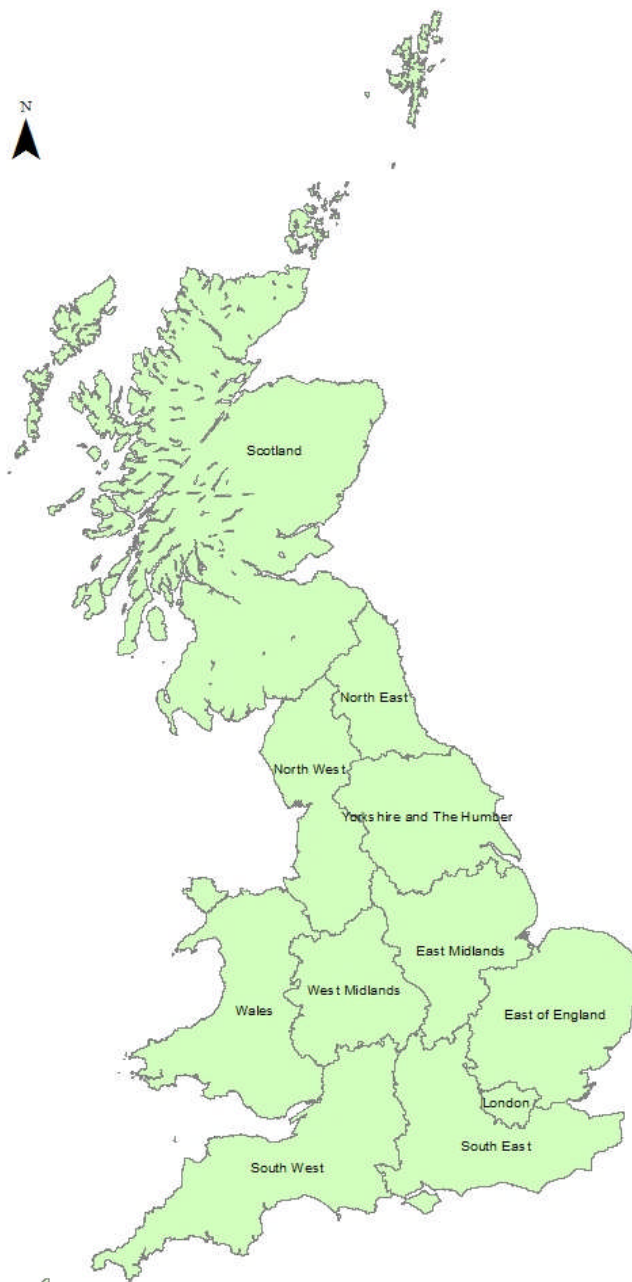 N
Scotland
North East
North West
Yorkshire and The Humber
East Midlands
West Midlands
Wales
East of England
London
South East
South West